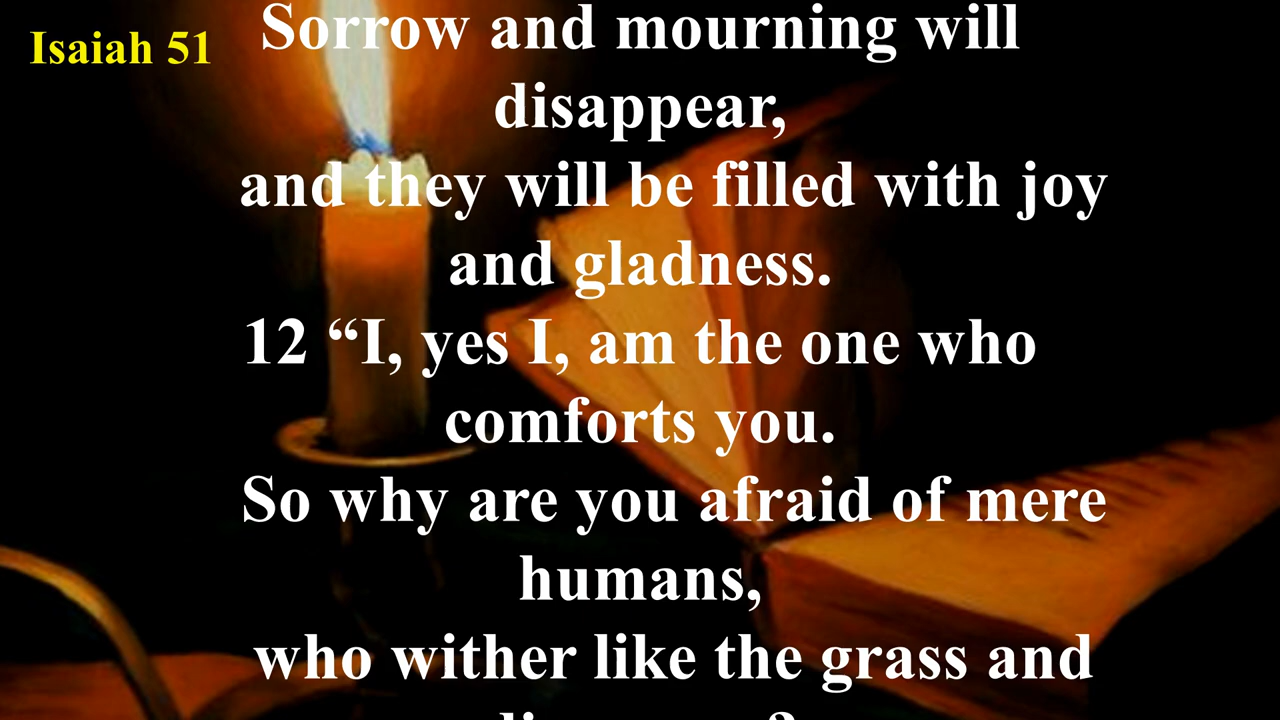 Isaiah 51
Sorrow and mourning will
disappear,
and they will be filled with joy
and gladness.
12 “I, yes I, am the one who
comforts you.
So why are you afraid of mere
humans,
who wither like the grass and